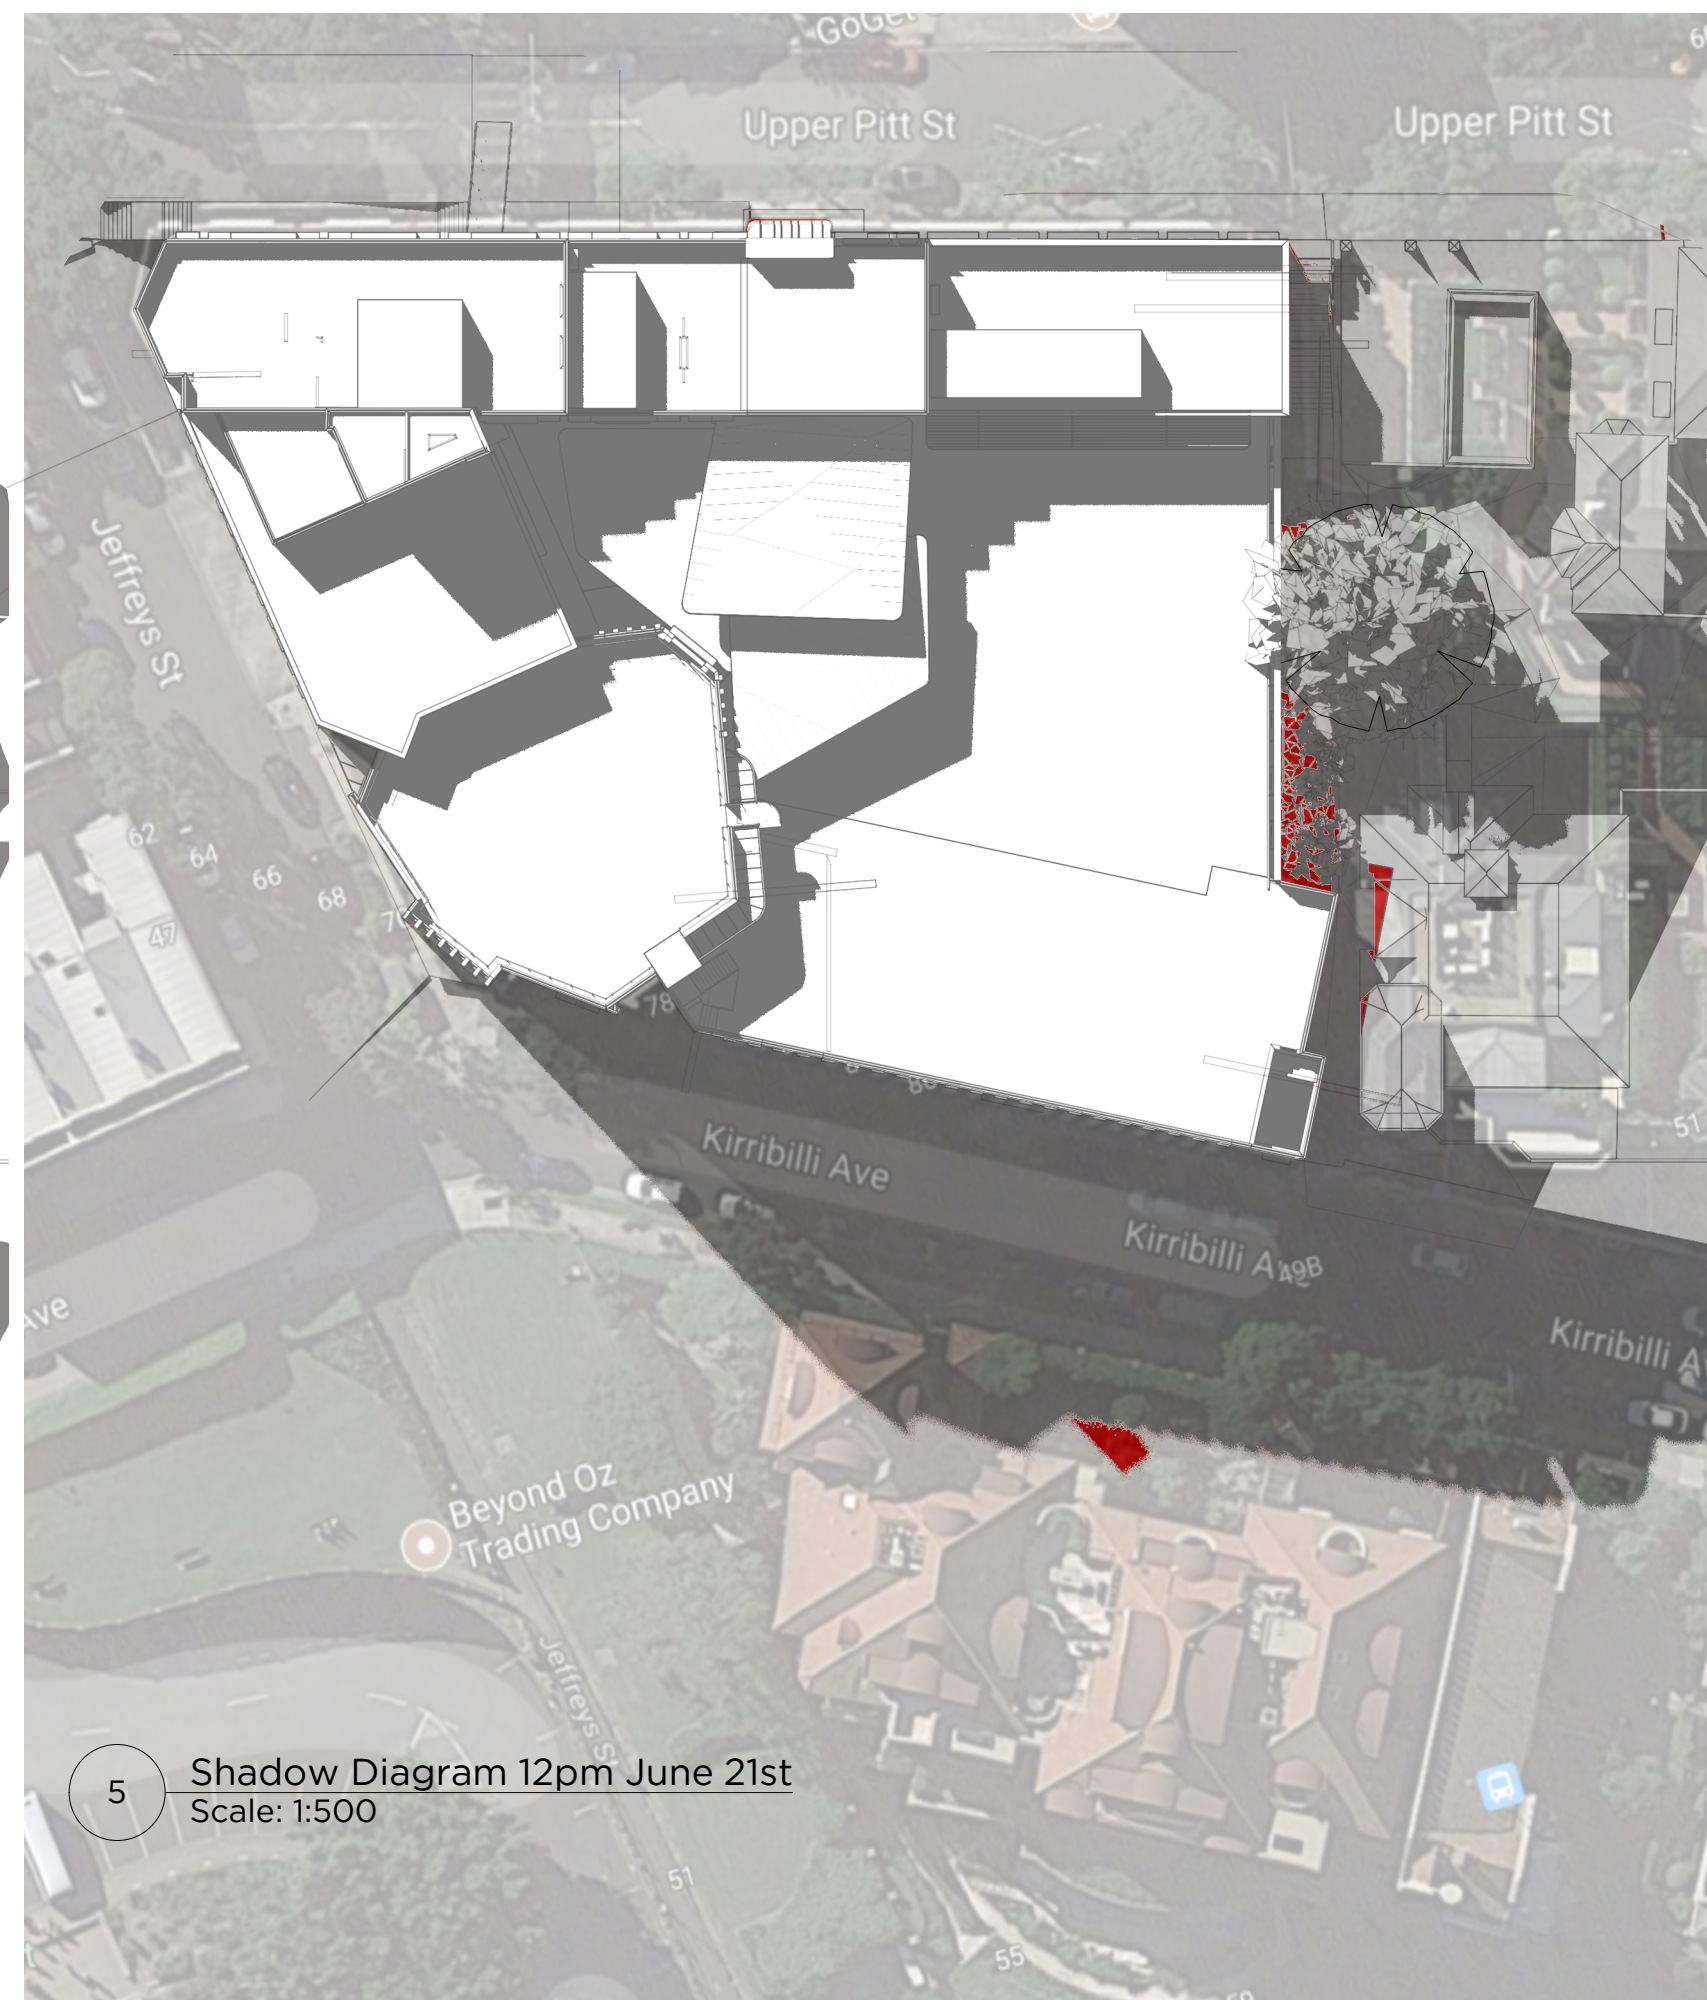 GoGet
Upper Pitt St
Upper Pitt St
Jeffreys St
62
64
66
68
47
78
86
Kirribilli Ave
Kirribilli A
49B
51
Kirribilli A
Ave
Beyond Oz
Trading Company
Jeffreys St
5
Shadow Diagram 12pm June 21st
Scale: 1:500
51
55
59